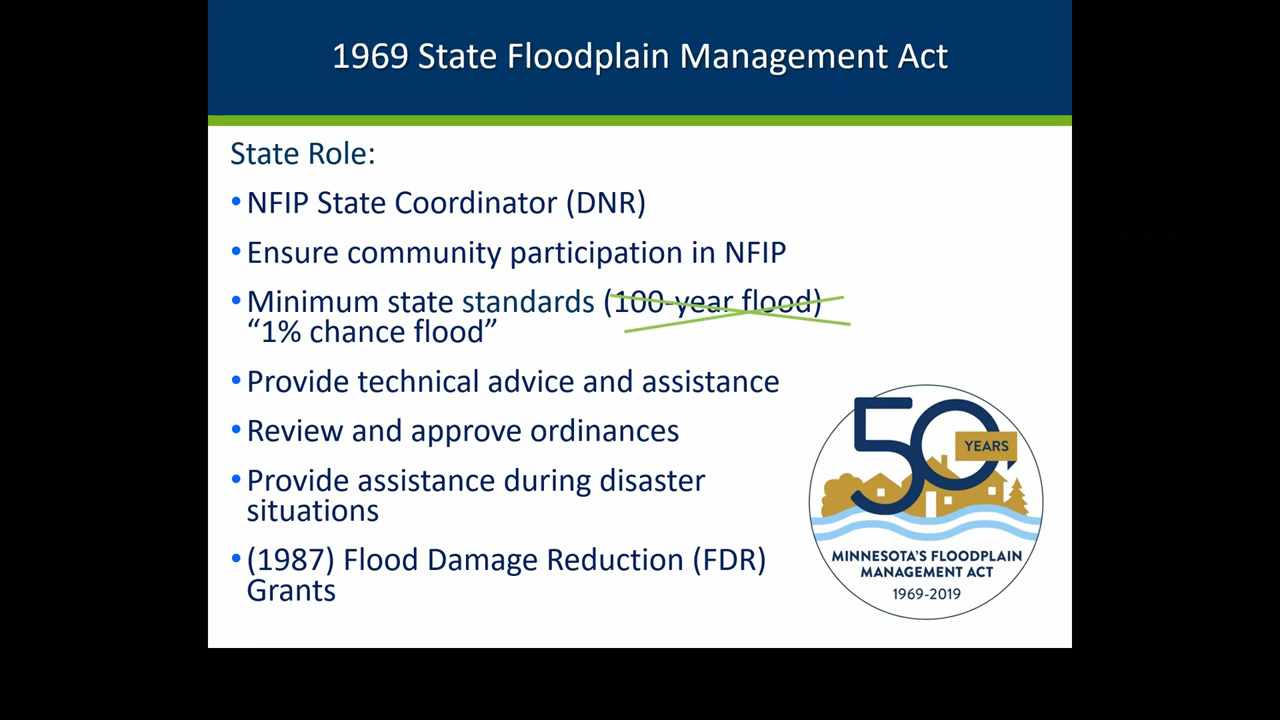 1969 State Floodplain Management Act
State Role:
•NFIP State Coordinator (DNR)
•Ensure community participation in NFIP
•Minimum state standards (100-year flood)
“1% chance flood”
•Provide technical advice and assistance
•Review and approve ordinances
•Provide assistance during disaster
situations
•(1987) Flood Damage Reduction (FDR)
Grants
50
YEARS
MINNESOTA'S FLOODPLAIN
MANAGEMENT ACT
1969-2019